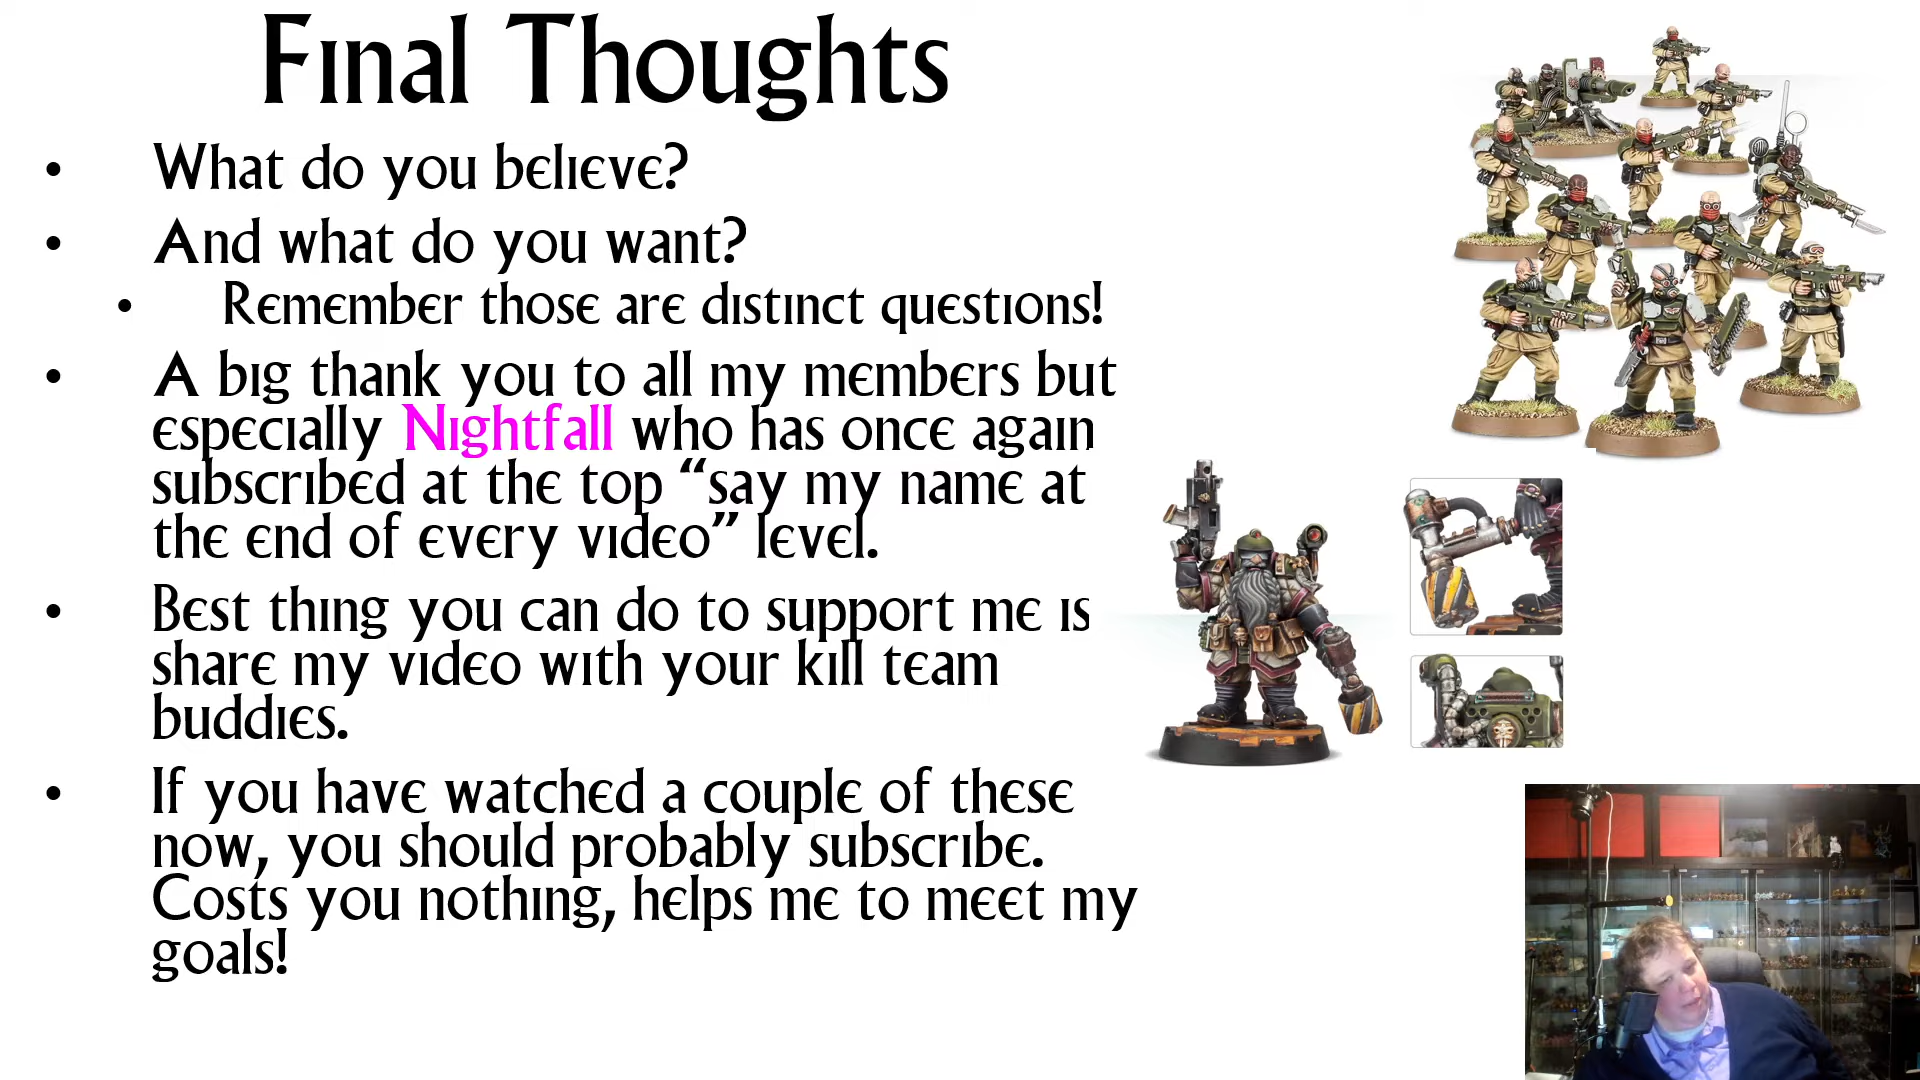 Final Thoughts
• What do you believe?
• And what do you want?
• Remember those are distinct questions!
• A big thank you to all my members but
especially Nightfall who has once again
subscribed at the top “say my name at
the end of every video” level.
• Best thing you can do to support me is
share my video with your kill team
buddies.
• If you have watched a couple of these
now, you should probably subscribe.
Costs you nothing, helps me to meet my
goals!